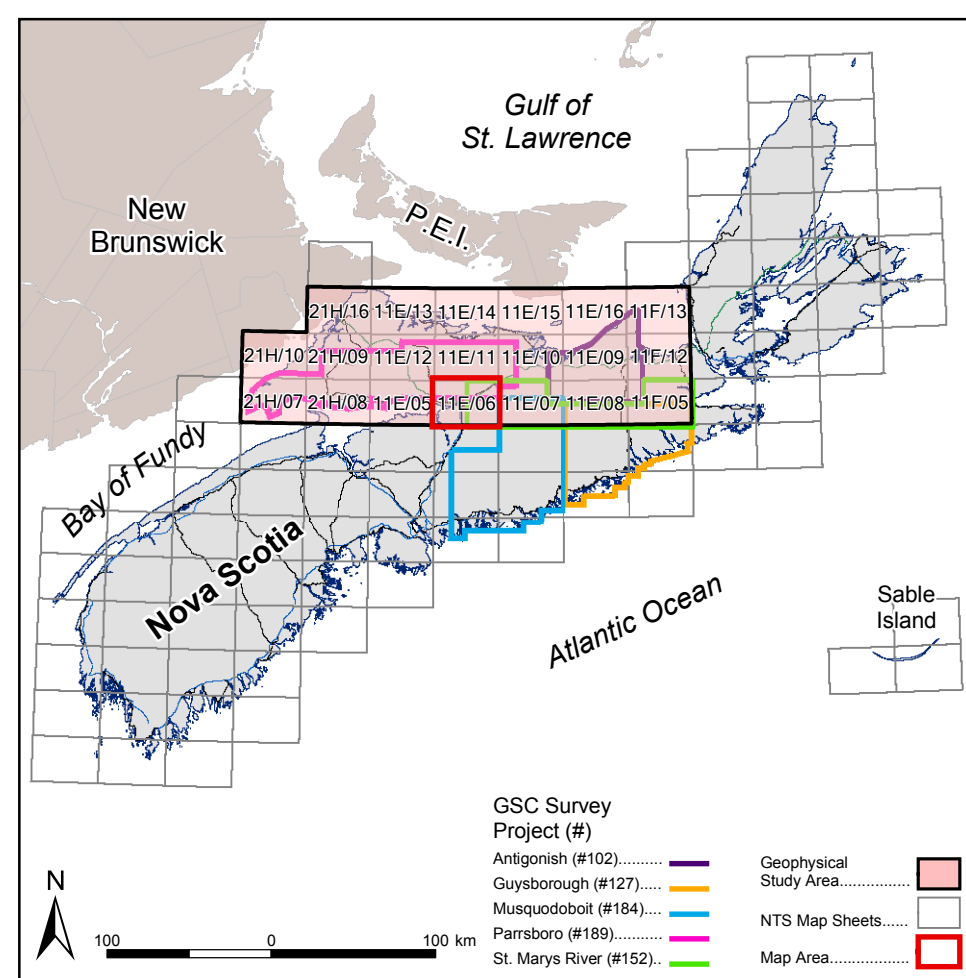 Gulf of
St. Lawrence
New
Brunswick
P.E.I.
21H/16 11E/13 11E/14 11E/15 11E/16 11F/13
21H/10 21H/09 11E/12 11E/11 11E/10 11E/09 11F/12
21H/07 21H/08 11E/05 11E/06 11E/07 11E/08 11F/05
Bay of Fundy
Nova Scotia
Atlantic Ocean
Sable
Island
GSC Survey
Project (#)
Antigonish (#102)..........
Guysborough (#127).....
Musquodoboit (#184)....
Parrsboro (#189)............
St. Marys River (#152)..
Geophysical
Study Area................
NTS Map Sheets......
Map Area..................
N
100 0 100 km